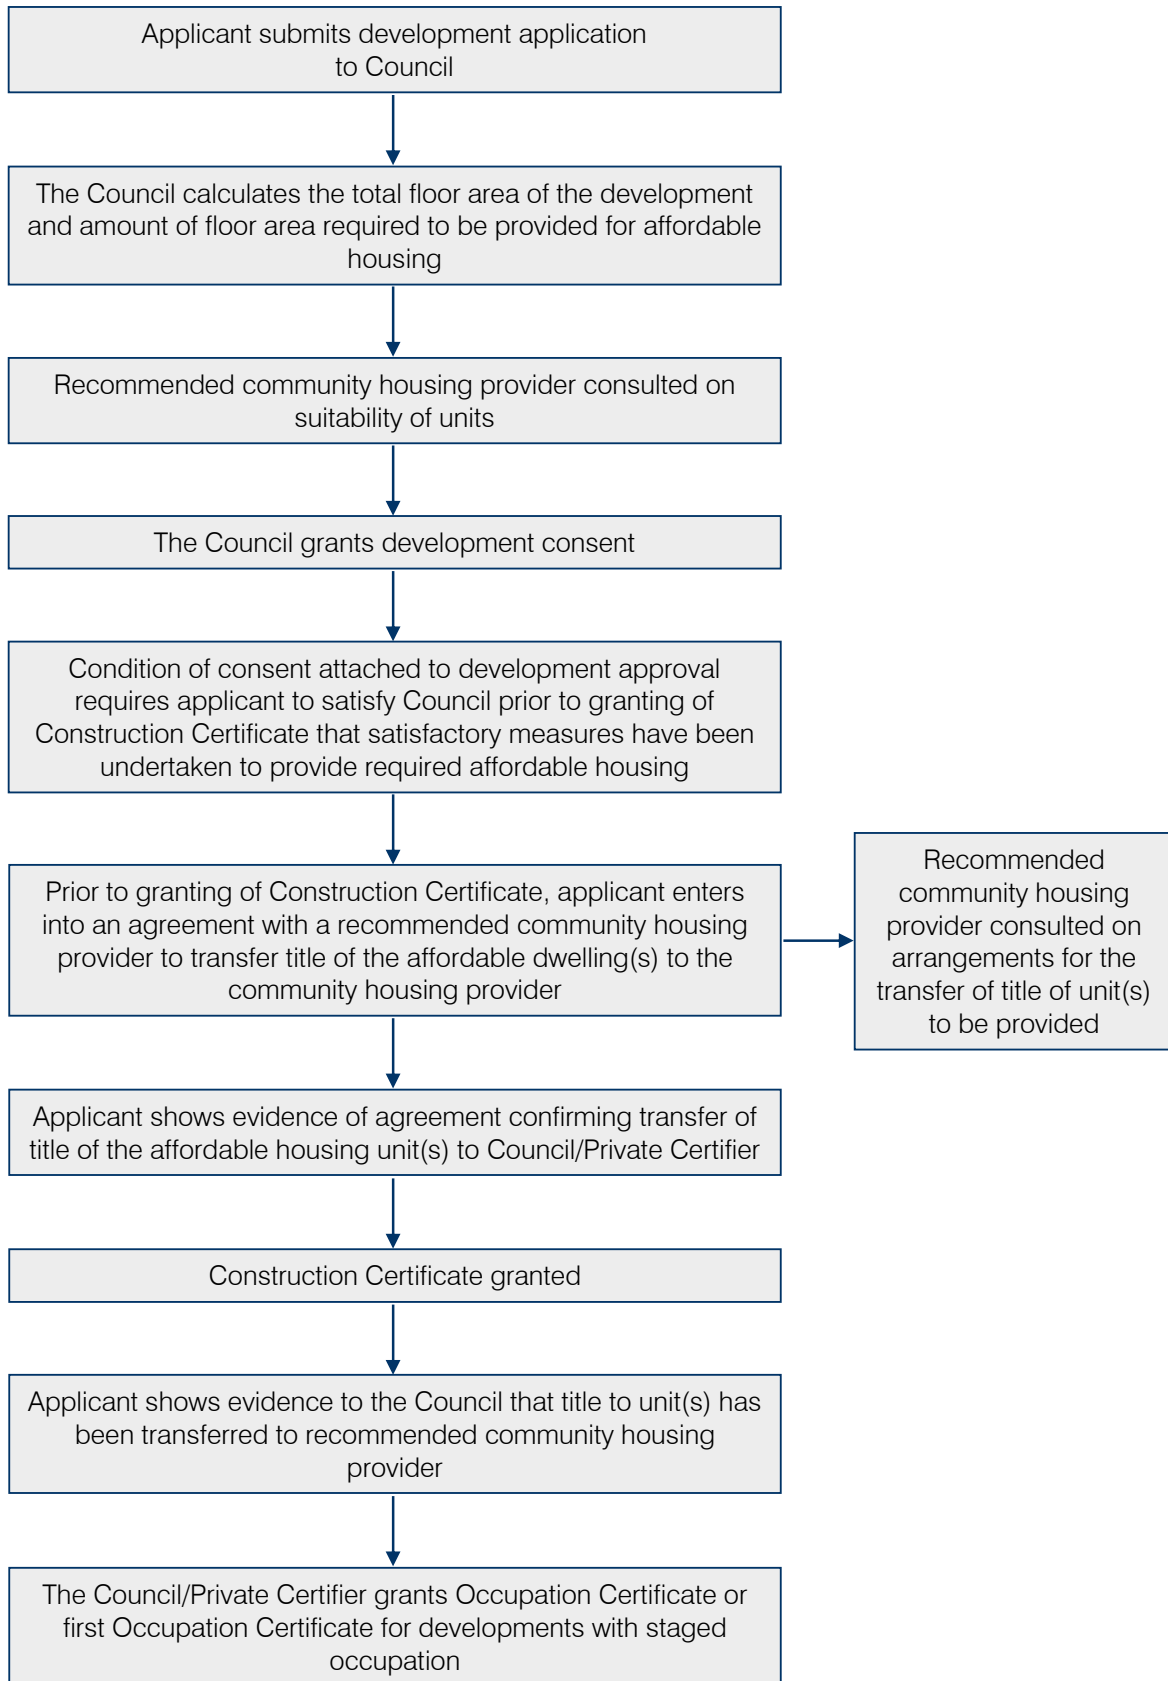 Applicant submits development application
to Council
The Council calculates the total floor area of the development
and amount of floor area required to be provided for affordable
housing
Recommended community housing provider consulted on
suitability of units
The Council grants development consent
Condition of consent attached to development approval
requires applicant to satisfy Council prior to granting of
Construction Certificate that satisfactory measures have been
undertaken to provide required affordable housing
Prior to granting of Construction Certificate, applicant enters
into an agreement with a recommended community housing
provider to transfer title of the affordable dwelling(s) to the
community housing provider
Recommended
community housing
provider consulted on
arrangements for the
transfer of title of unit(s)
to be provided
Applicant shows evidence of agreement confirming transfer of
title of the affordable housing unit(s) to Council/Private Certifier
Construction Certificate granted
Applicant shows evidence to the Council that title to unit(s) has
been transferred to recommended community housing
provider
The Council/Private Certifier grants Occupation Certificate or
first Occupation Certificate for developments with staged
occupation